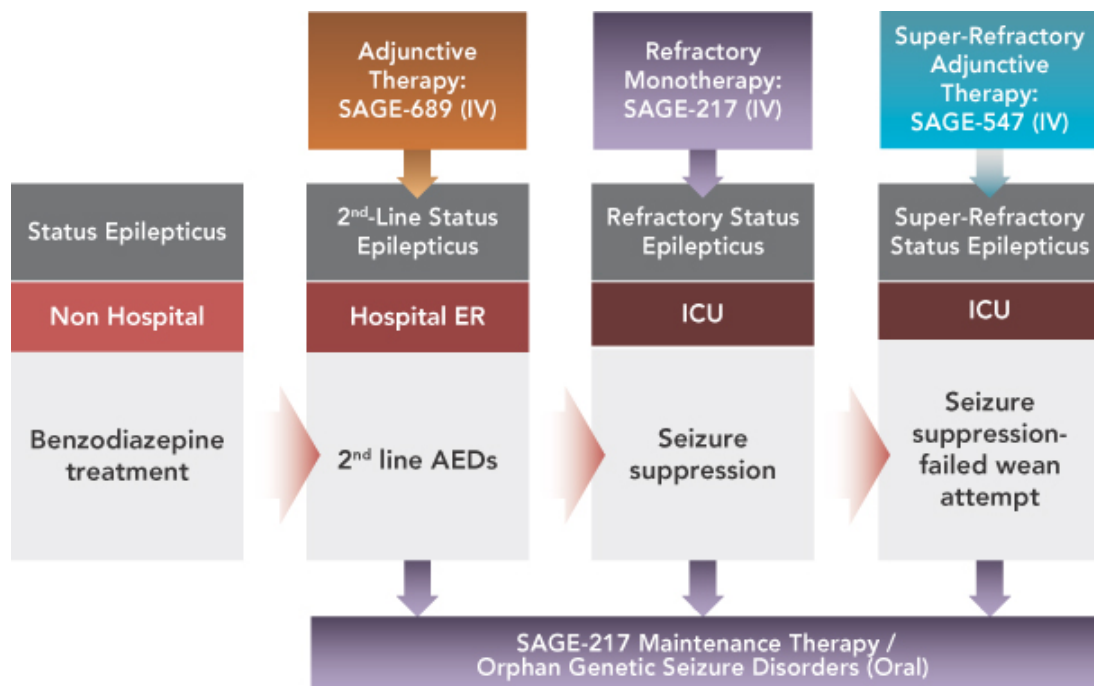 Adjunctive
Therapy:
SAGE-689 (IV)
Refractory
Monotherapy:
SAGE-217 (IV)
Super-Refractory
Adjunctive
Therapy:
SAGE-547 (IV)
Status Epilepticus
2nd-Line Status
Epilepticus
Refractory Status
Epilepticus
Super-Refractory
Status Epilepticus
Non Hospital
Hospital ER
ICU
ICU
Benzodiazepine
treatment
2nd line AEDs
Seizure
suppression
Seizure
suppression-
failed wean
attempt
SAGE-217 Maintenance Therapy /
Orphan Genetic Seizure Disorders (Oral)